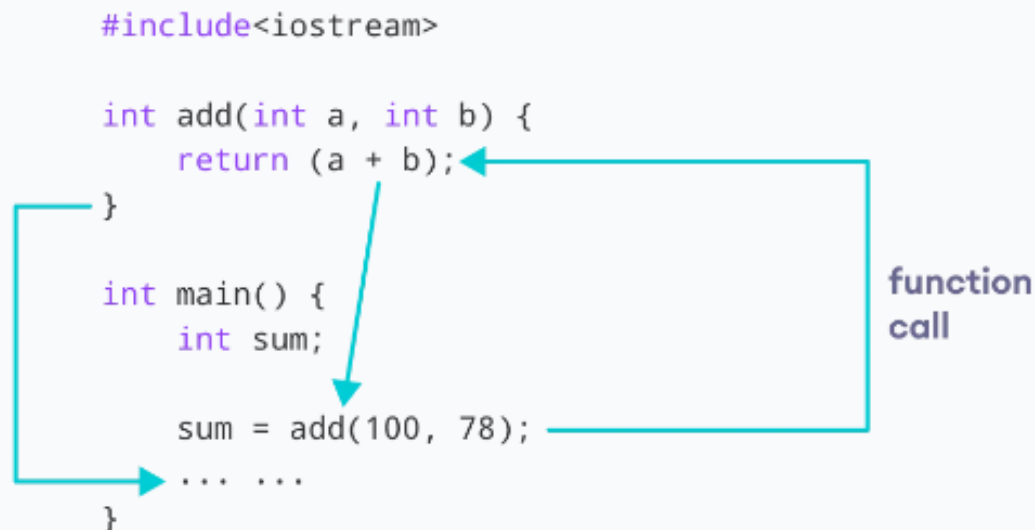 #include<iostream>
int add(int a, int b) {
return (a + b);
}
int main() {
int sum;
sum = add(100, 78);
... ...
}
function
call